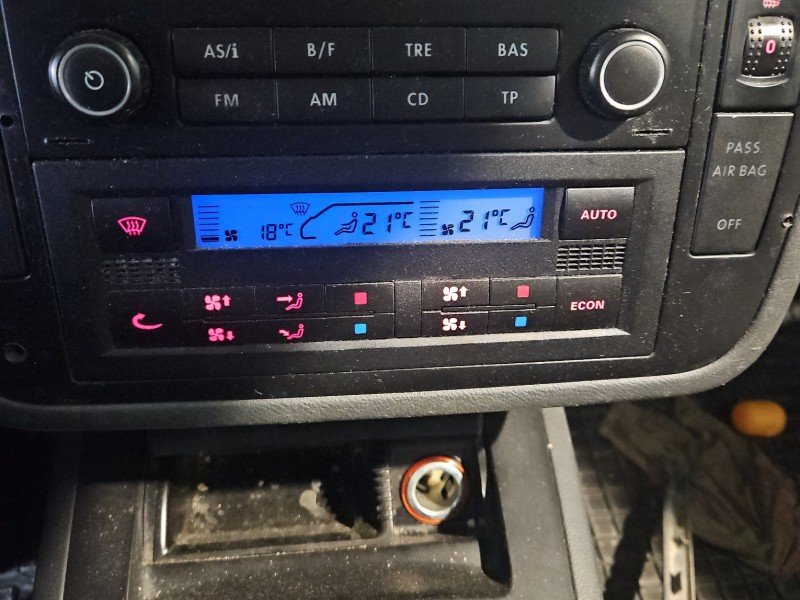 AS/i B/F TRE BAS
FM AM CD TP
0
PASS
AIR BAG
OFF
18°C 21°C 21°C
AUTO
ECON